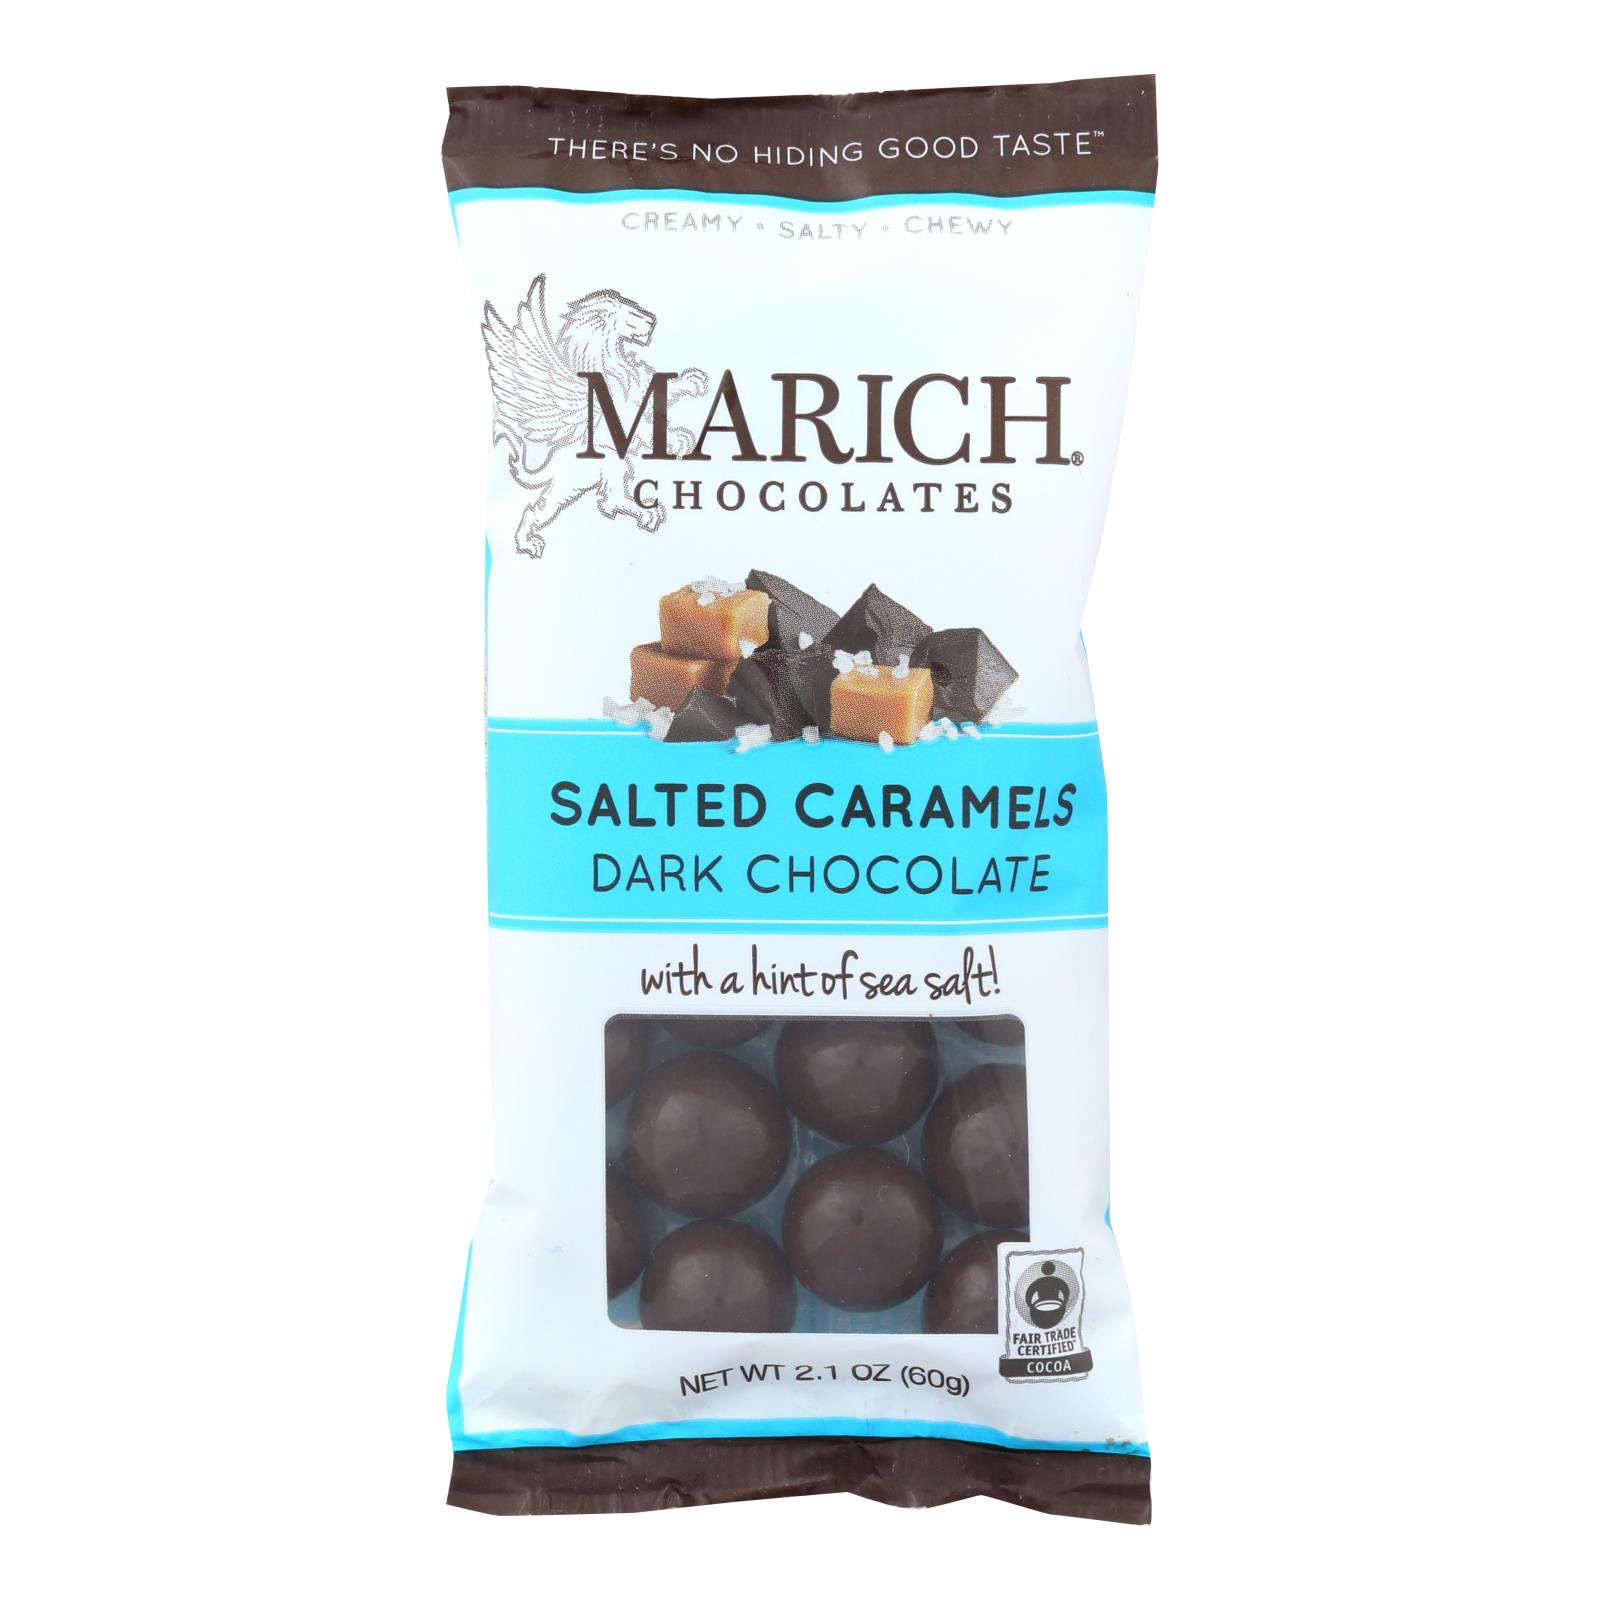 THERE'S NO HIDING GOOD TASTE™
CREAMY • SALTY • CHEWY
MARICH®
CHOCOLATES
SALTED CARAMELS
DARK CHOCOLATE
with a hint of sea salt!
FAIR TRADE
CERTIFIED™
COCOA
NET WT 2.1 OZ (60g)